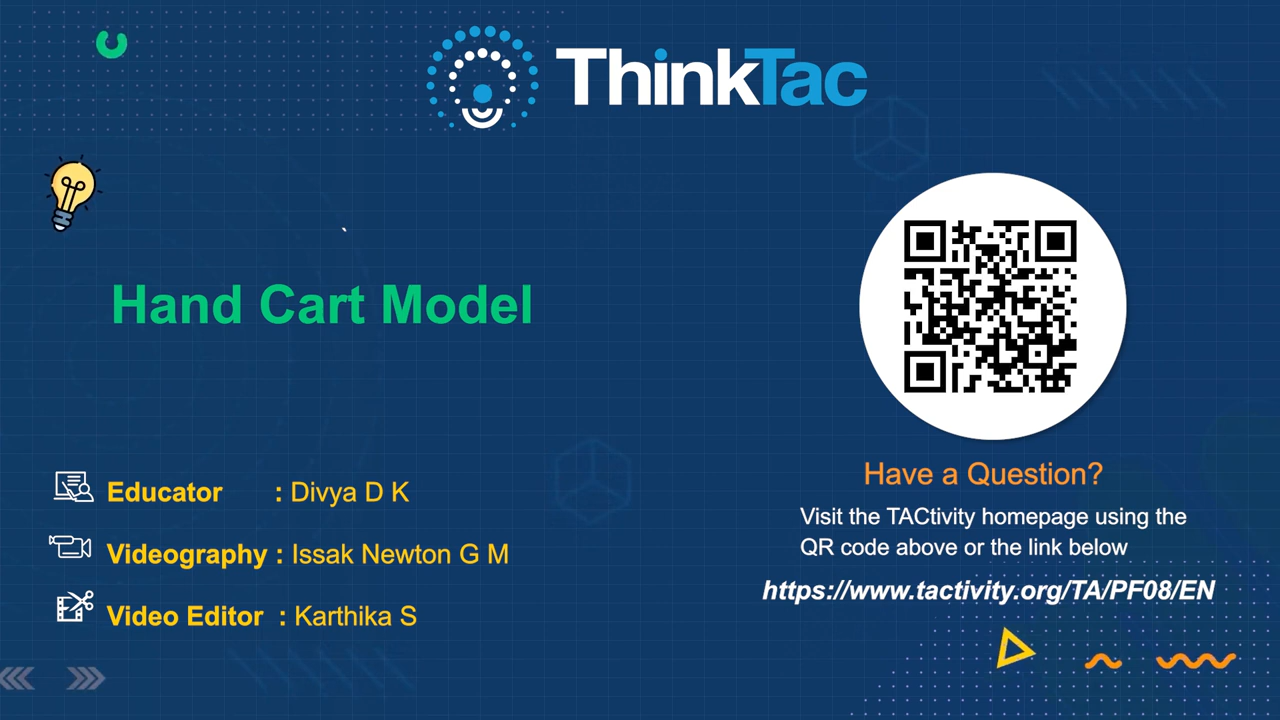 ThinkTac
Hand Cart Model
Educator : Divya D K
Videography : Issak Newton G M
Video Editor : Karthika S
Have a Question?
Visit the TACtivity homepage using the
QR code above or the link below
https://www.tactivity.org/TA/PF08/EN